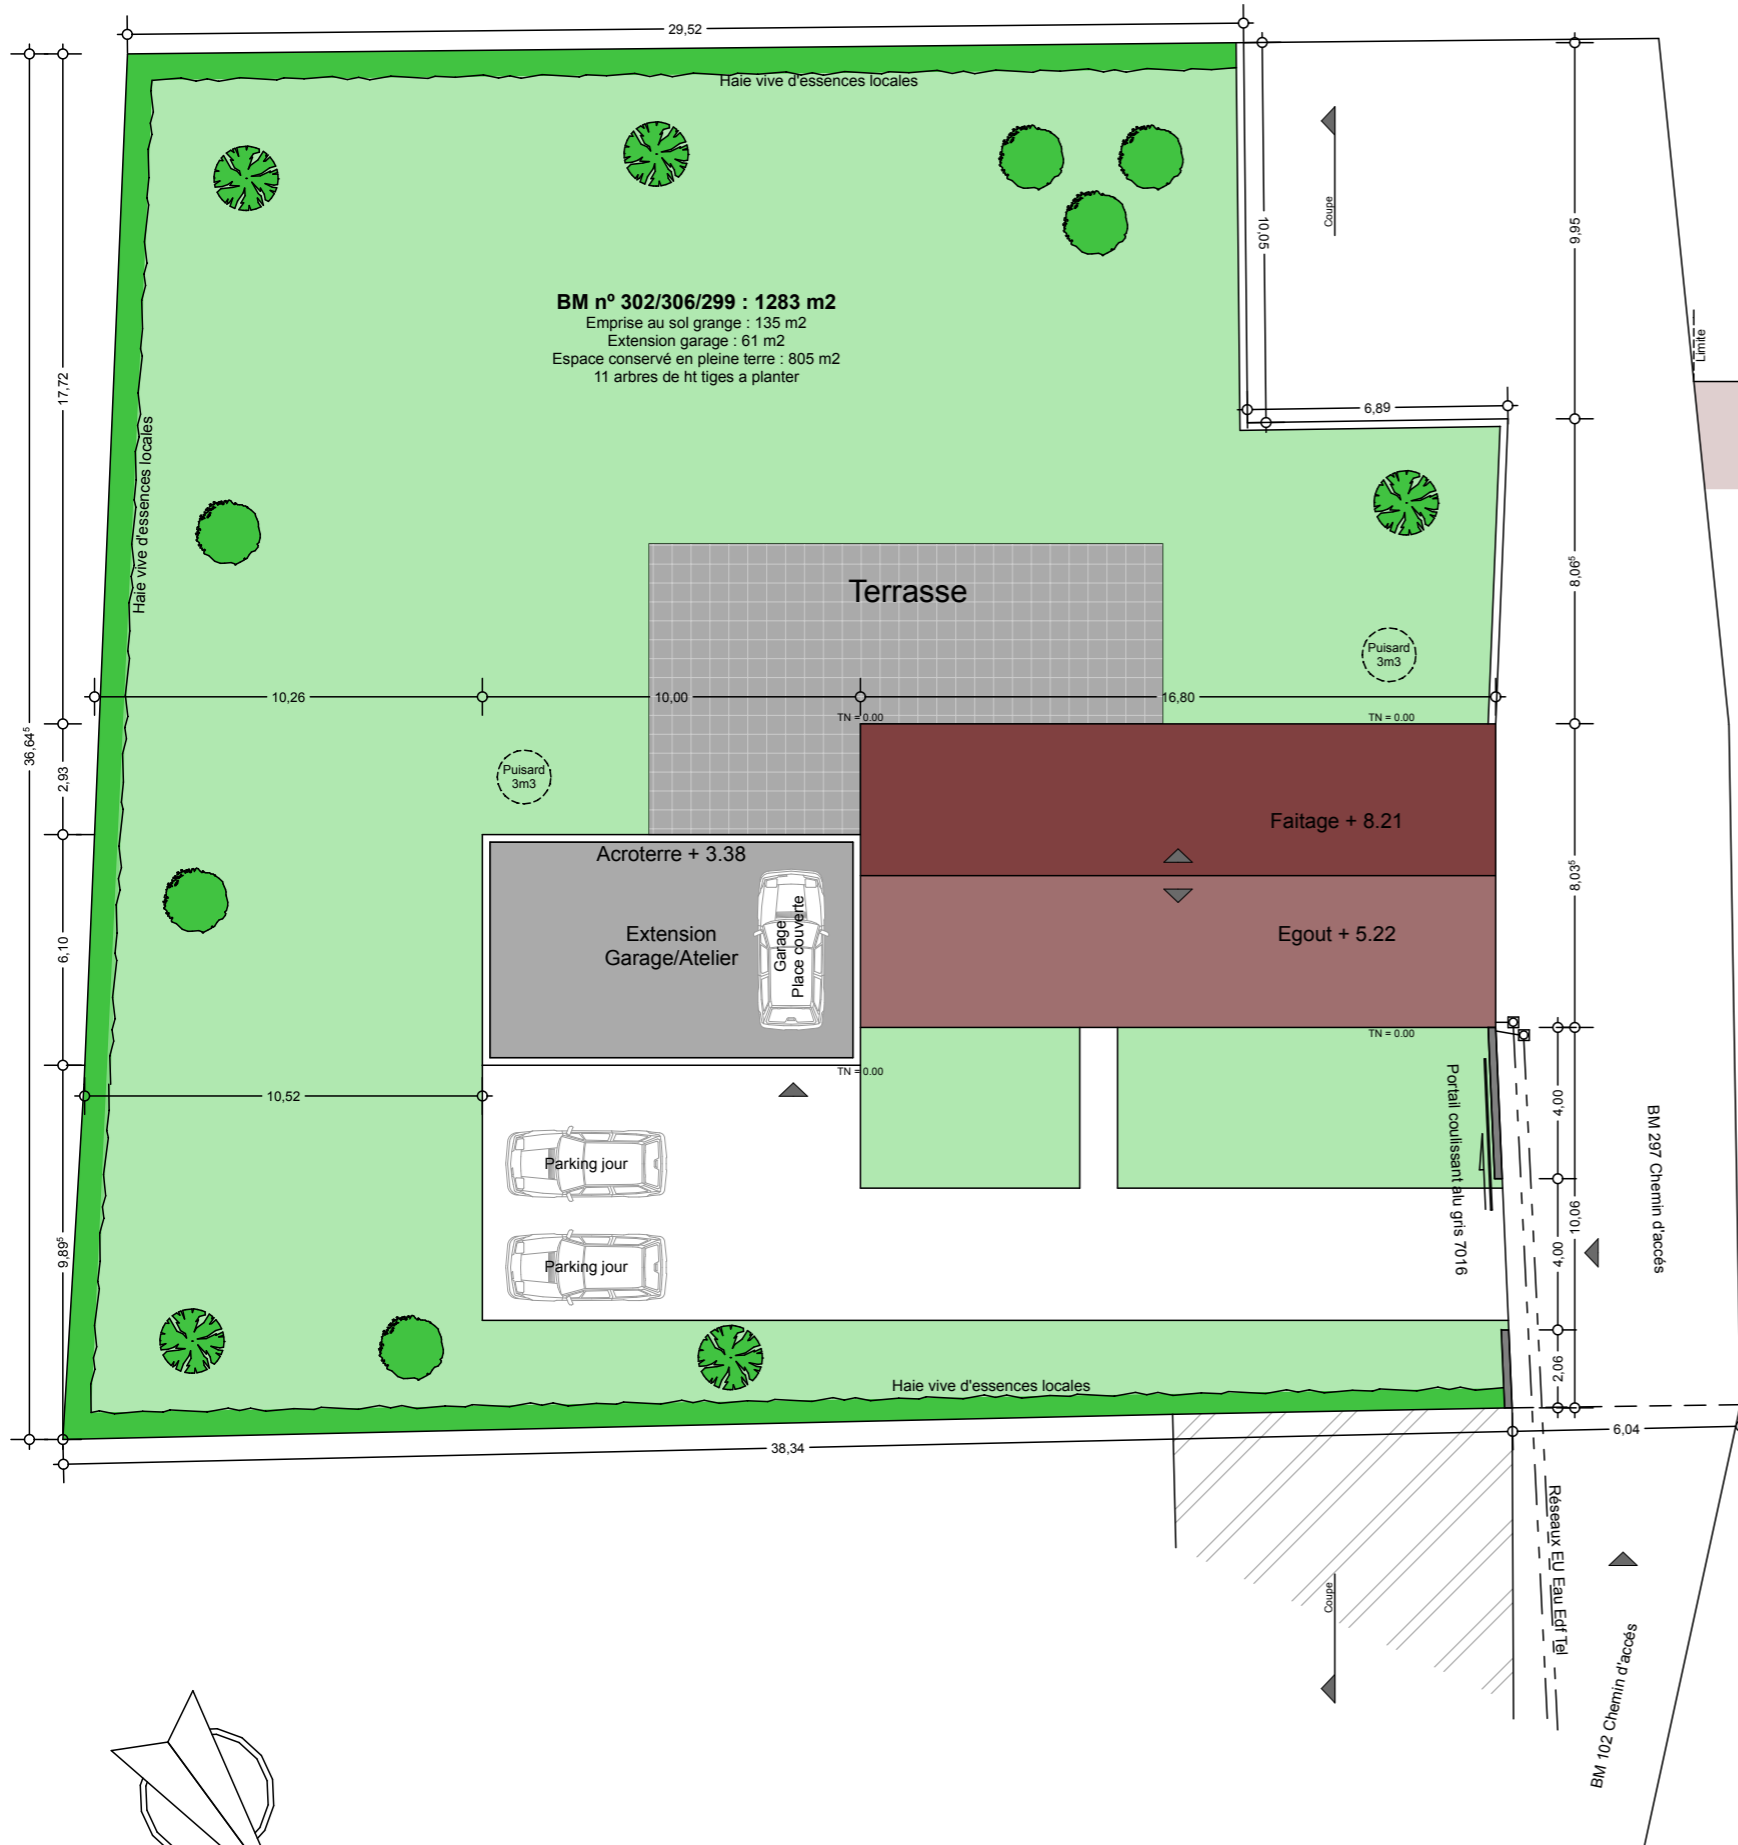 29,52
Haie vive d'essences locales
Coupe
10,05
9,95
BM nº 302/306/299 : 1283 m2
Emprise au sol grange : 135 m2
Extension garage : 61 m2
Espace conservé en pleine terre : 805 m2
11 arbres de ht tiges a planter
Limite
17,72
6,89
Haie vive d'essences locales
Terrasse
8,06⁵
Puisard
3m3
10,26
10,00
16,80
TN = 0.00
TN = 0.00
36,64⁵
2,93
Puisard
3m3
Faitage + 8.21
Acroterre + 3.38
8,03⁵
Extension
Garage/Atelier
Garage
Place couverte
Egout + 5.22
6,10
TN = 0.00
TN = 0.00
10,52
4,00
Portail coulissant alu gris 7016
BM 297 Chemin d'accés
Parking jour
10,06
9,89⁵
4,00
Parking jour
2,06
Haie vive d'essences locales
38,34
6,04
Réseaux EU Eau Edf Tel
Coupe
BM 102 Chemin d'accés